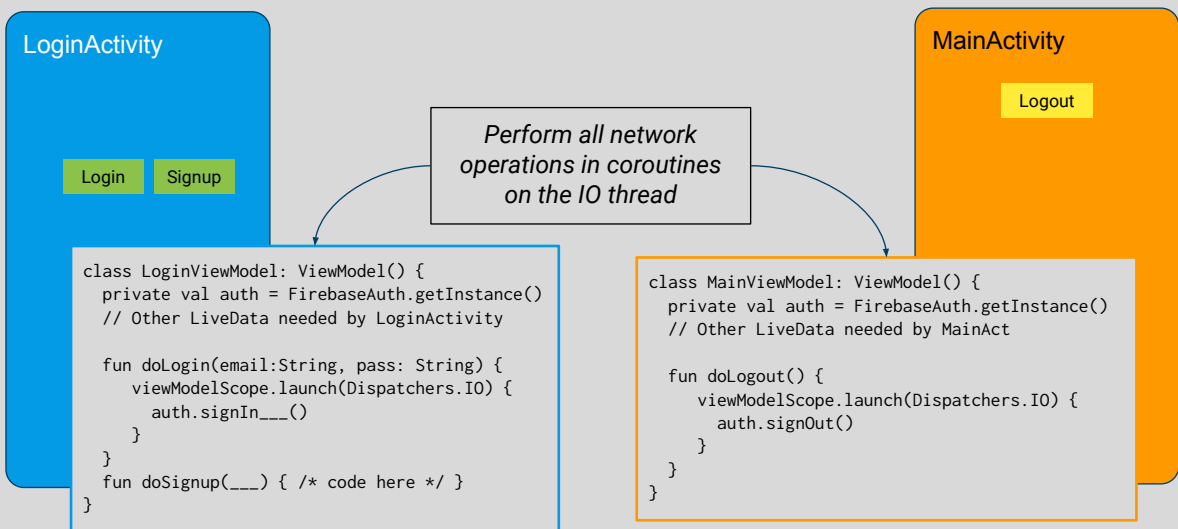 LoginActivity
Login
Signup
Perform all network
operations in coroutines
on the IO thread
MainActivity
Logout
class LoginViewModel: ViewModel() {
  private val auth = FirebaseAuth.getInstance()
  // Other LiveData needed by LoginActivity

  fun doLogin(email:String, pass: String) {
     viewModelScope.launch(Dispatchers.IO) {
       auth.signIn___()
     }
  }
  fun doSignup(___) { /* code here */ }
}
class MainViewModel: ViewModel() {
  private val auth = FirebaseAuth.getInstance()
  // Other LiveData needed by MainAct

  fun doLogout() {
     viewModelScope.launch(Dispatchers.IO) {
       auth.signOut()
     }
  }
}